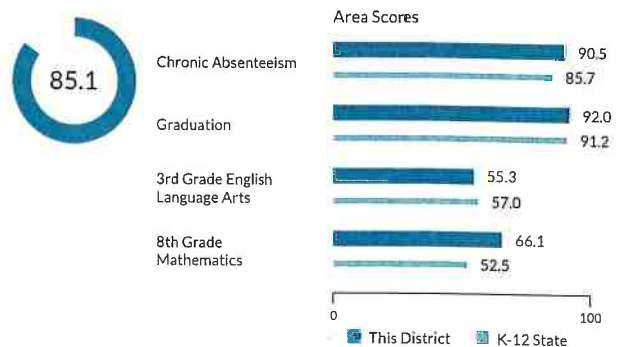 Area Scores
85.1
Chronic Absenteeism
90.5
85.7
Graduation
92.0
91.2
3rd Grade English
Language Arts
55.3
57.0
8th Grade
Mathematics
66.1
52.5
0
100
This District
K-12 State